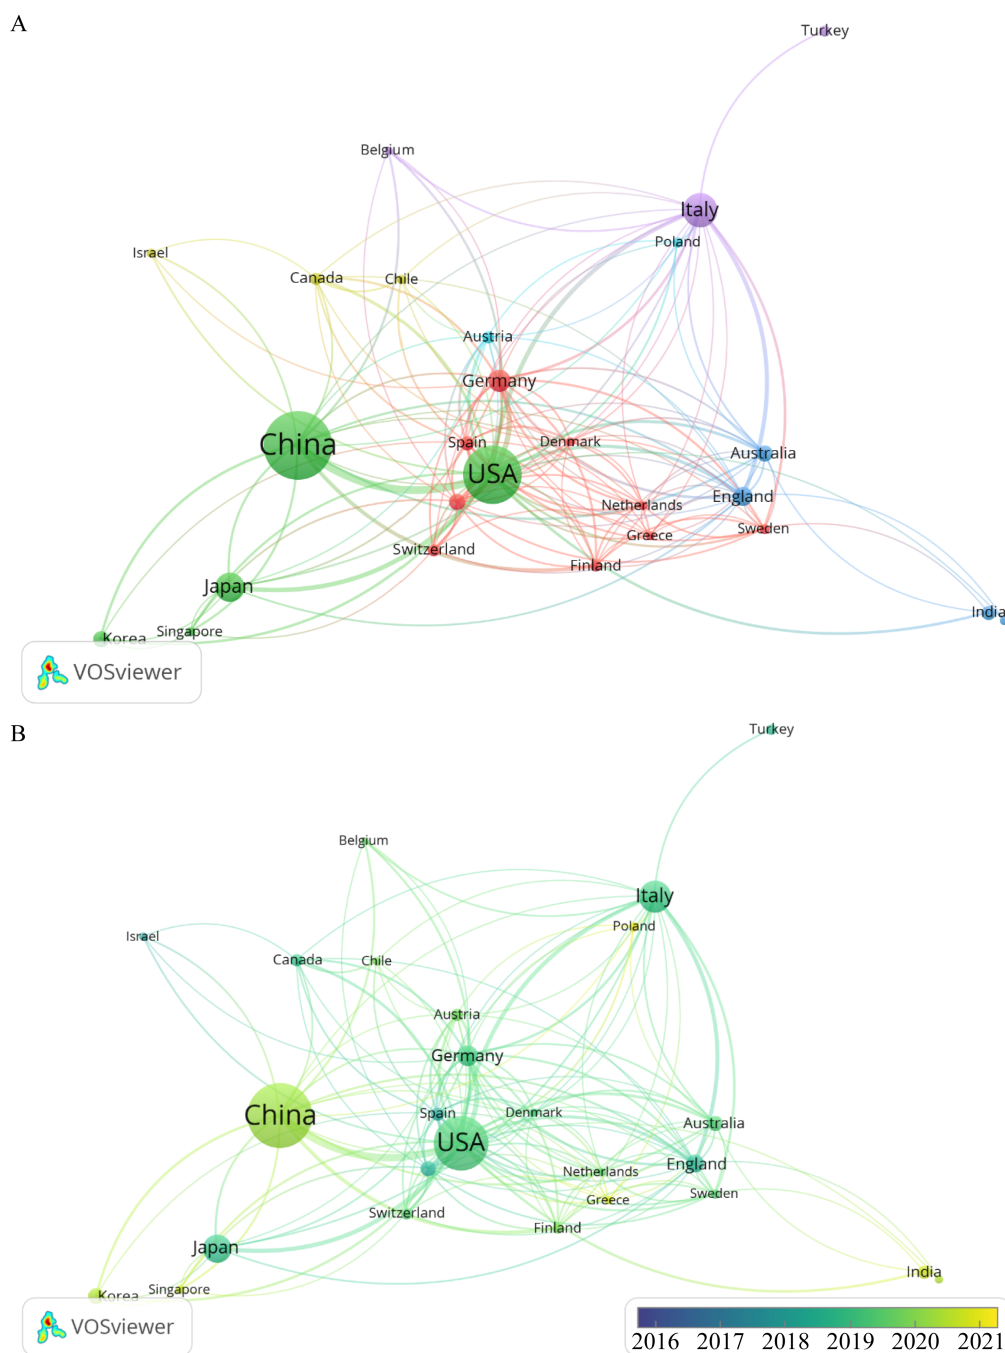 A
Turkey
Belgium
Italy
Poland
Israel
Canada
Chile
Austria
Germany
China
Spain
Denmark
USA
Australia
England
Netherlands
Greece
Sweden
Switzerland
Finland
Japan
India
Singapore
Korea
VOSviewer
B
Turkey
Belgium
Italy
Poland
Israel
Canada
Chile
Austria
Germany
China
Spain
Denmark
USA
Australia
England
Netherlands
Sweden
Greece
Switzerland
Finland
Japan
India
Singapore
Korea
VOSviewer
2016 2017 2018 2019 2020 2021